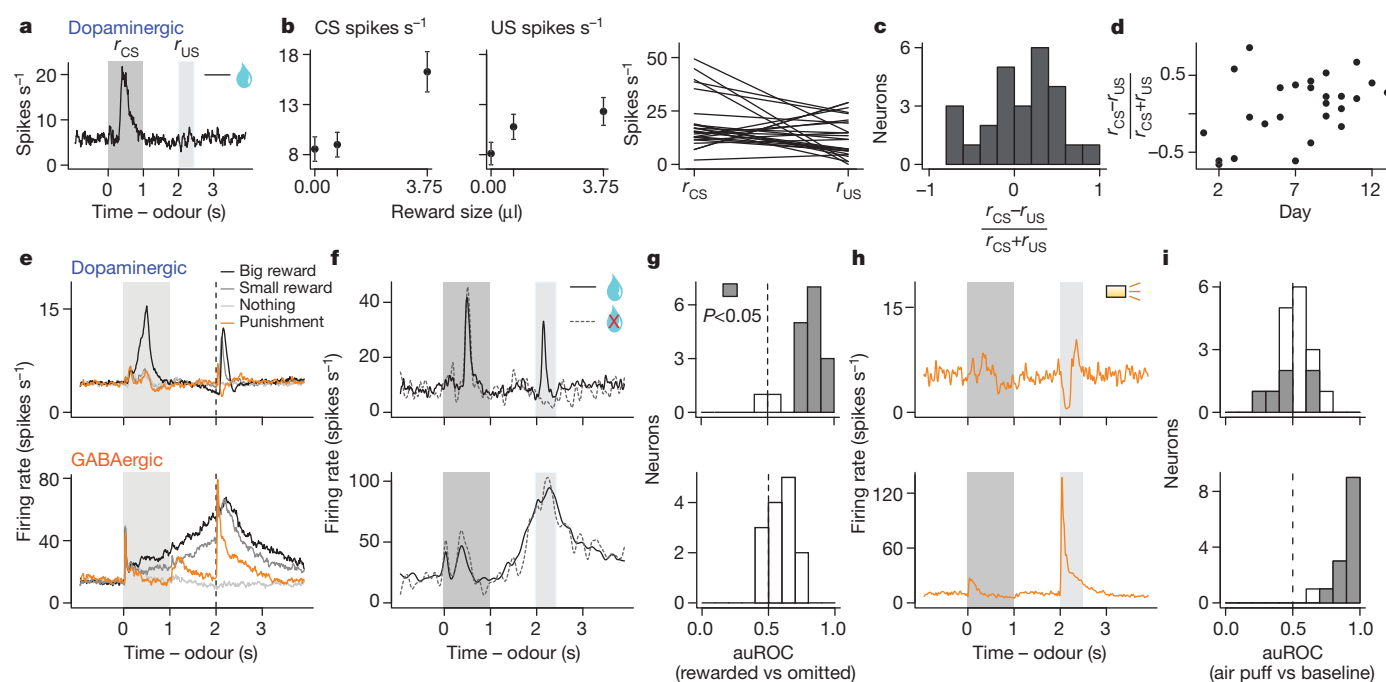 a
Dopaminergic
rCS
rUS
Spikes s−1
20
10
0
0 1 2 3
Time – odour (s)
b
CS spikes s−1
18
13
8
0.00 3.75
US spikes s−1
0.00 3.75
Reward size (μl)
Spikes s−1
50
25
0
rCS rUS
c
Neurons
6
3
0
−1 0 1
rCS−rUS
rCS+rUS
d
rCS−rUS
rCS+rUS
0.5
−0.5
2 7 12
Day
e
Dopaminergic
Big reward
Small reward
Nothing
Punishment
15
0
GABAergic
Firing rate (spikes s−1)
80
40
0
0 1 2 3
Time – odour (s)
f
40
20
0
Firing rate (spikes s−1)
100
50
0
0 1 2 3
Time – odour (s)
g
P<0.05
6
3
0
Neurons
4
2
0
0.0 0.5 1.0
auROC
(rewarded vs omitted)
h
15
0
Firing rate (spikes s−1)
120
60
0
0 1 2 3
Time – odour (s)
i
6
3
0
Neurons
8
4
0
0.0 0.5 1.0
auROC
(air puff vs baseline)